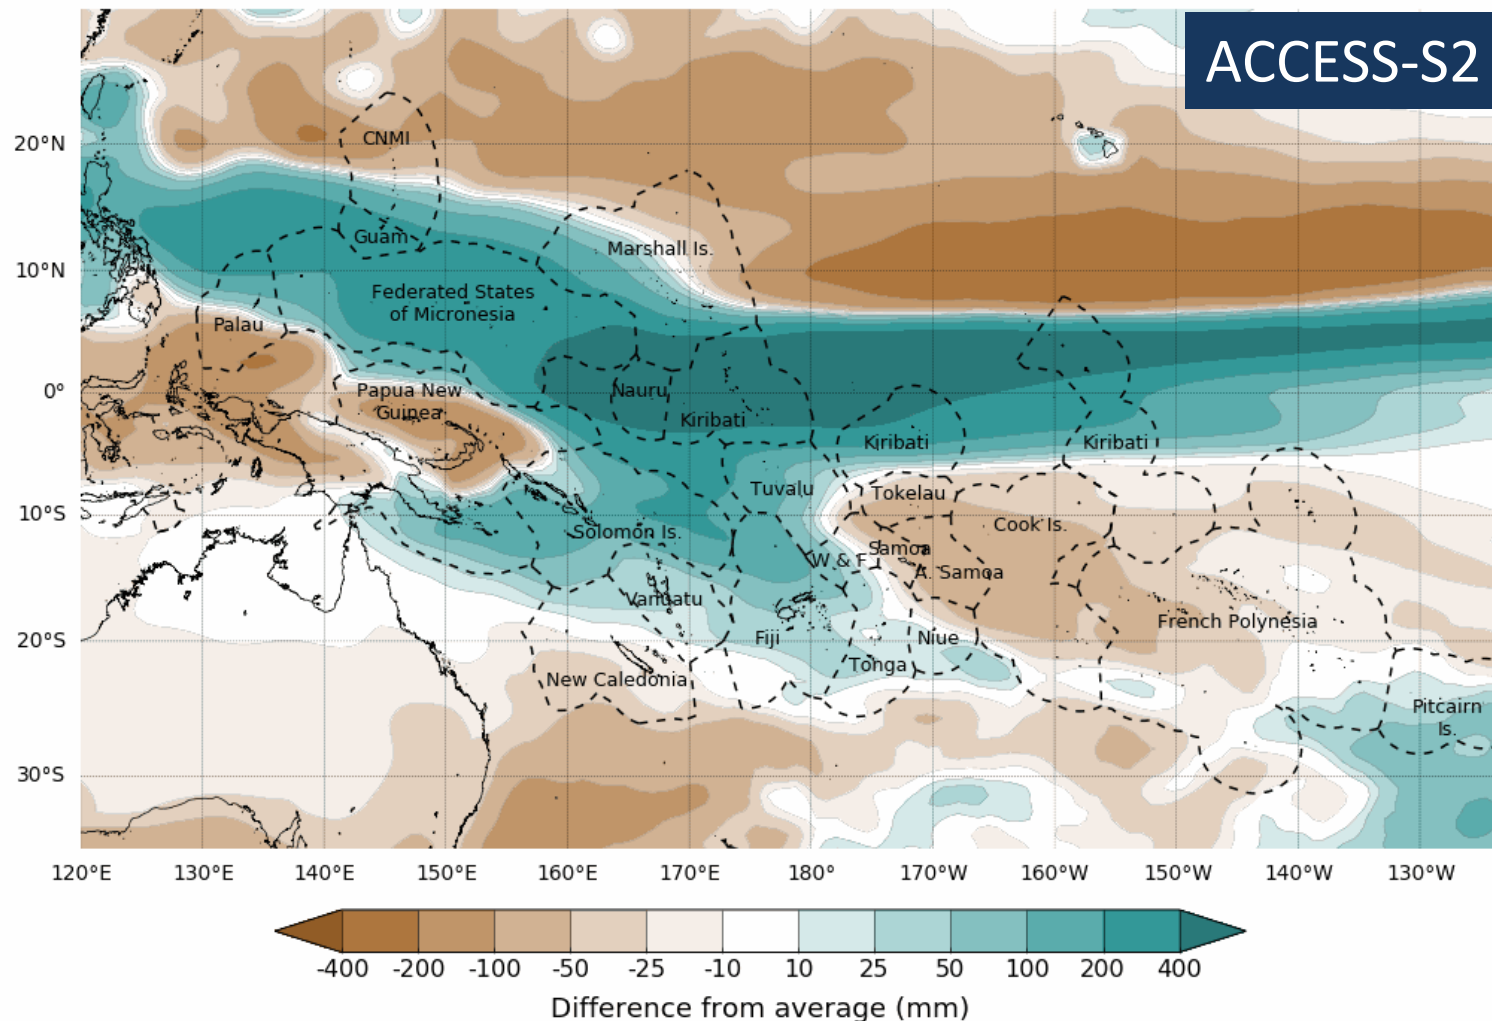 ACCESS-S2
CNMI
20°N
Guam
Marshall Is.
10°N
Federated States
of Micronesia
Palau
0°
Papua New
Guinea
Nauru
Kiribati
Kiribati
Kiribati
Tuvalu
Tokelau
10°S
Solomon Is.
Cook Is.
W & F
Samoa
A. Samoa
Vanuatu
French Polynesia
20°S
Fiji
Niue
Tonga
New Caledonia
Pitcairn
Is.
30°S
120°E 130°E 140°E 150°E 160°E 170°E 180° 170°W 160°W 150°W 140°W 130°W
-400 -200 -100 -50 -25 -10 10 25 50 100 200 400
Difference from average (mm)